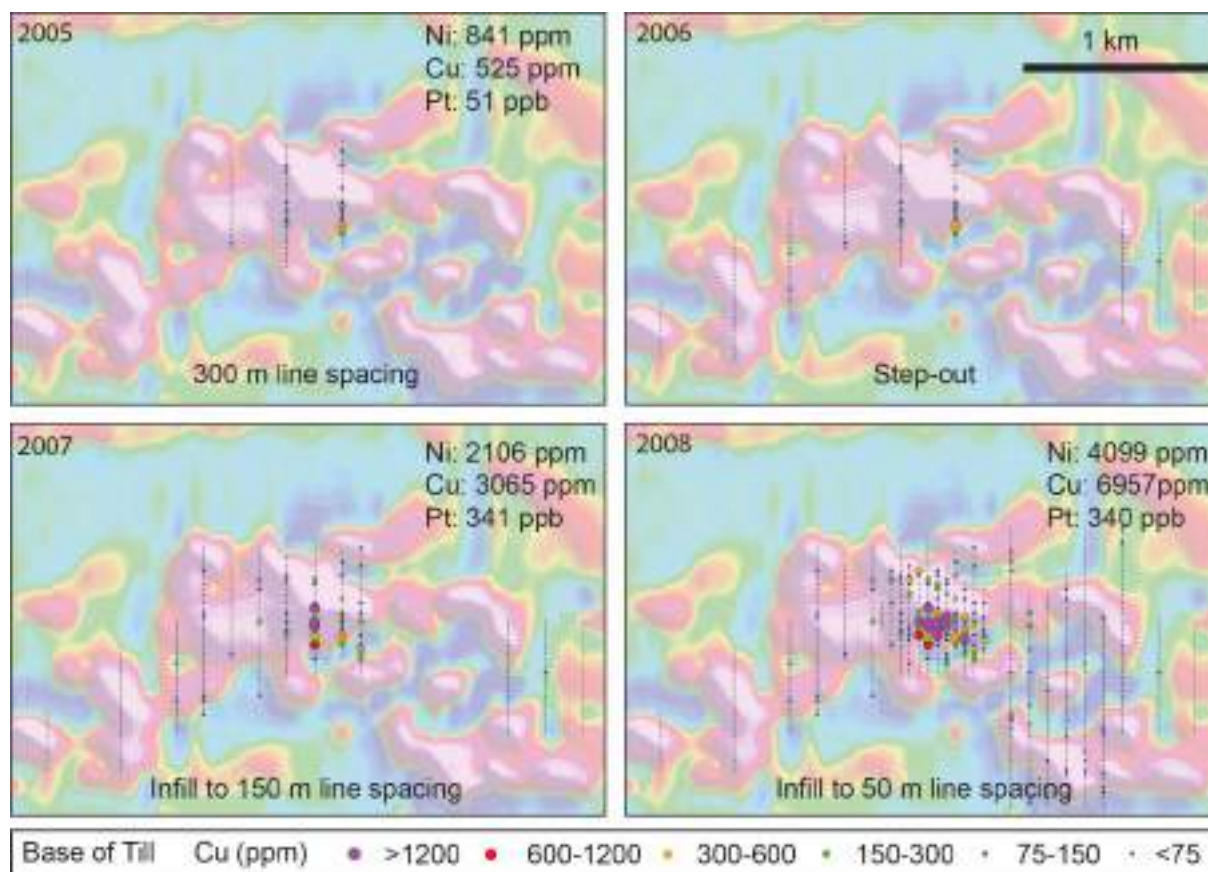 2005
Ni: 841 ppm
Cu: 525 ppm
Pt: 51 ppb
300 m line spacing
2006
1 km
Step-out
2007
Ni: 2106 ppm
Cu: 3065 ppm
Pt: 341 ppb
Infill to 150 m line spacing
2008
Ni: 4099 ppm
Cu: 6957ppm
Pt: 340 ppb
Infill to 50 m line spacing
Base of Till Cu (ppm) >1200 600-1200 300-600 150-300 75-150 <75